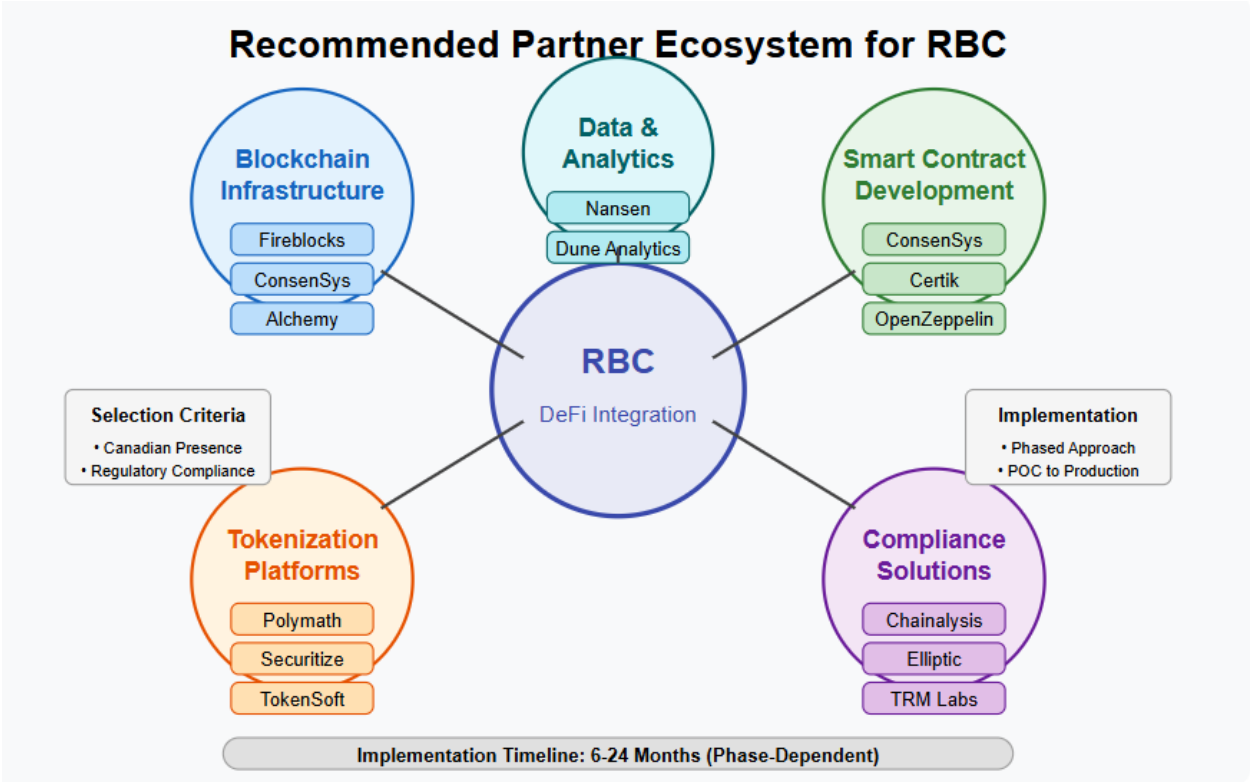 Recommended Partner Ecosystem for RBC
Blockchain
Infrastructure
Fireblocks
ConsenSys
Alchemy
Data &
Analytics
Nansen
Dune Analytics
Smart Contract
Development
ConsenSys
Certik
OpenZeppelin
RBC
DeFi Integration
Selection Criteria
• Canadian Presence
• Regulatory Compliance
Implementation
• Phased Approach
• POC to Production
Tokenization
Platforms
Polymath
Securitize
TokenSoft
Compliance
Solutions
Chainalysis
Elliptic
TRM Labs
Implementation Timeline: 6-24 Months (Phase-Dependent)